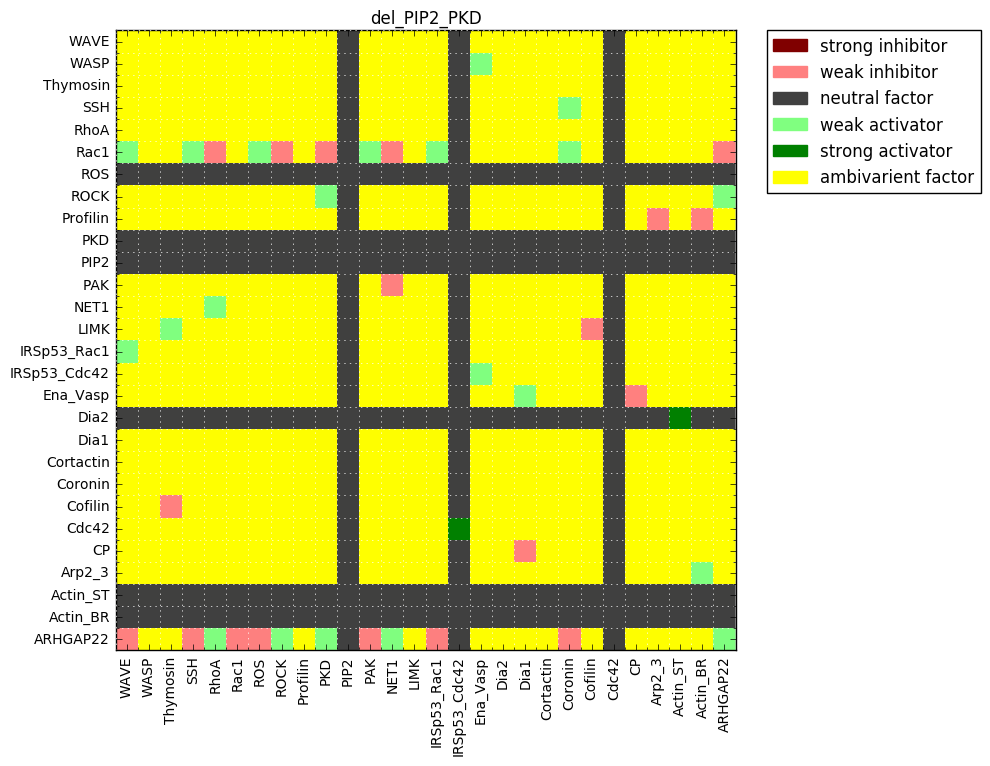 del_PIP2_PKD
WAVE
WASP
Thymosin
SSH
RhoA
Rac1
ROS
ROCK
Profilin
PKD
PIP2
PAK
NET1
LIMK
IRSp53_Rac1
IRSp53_Cdc42
Ena_Vasp
Dia2
Dia1
Cortactin
Coronin
Cofilin
Cdc42
CP
Arp2_3
Actin_ST
Actin_BR
ARHGAP22
WAVE
WASP
Thymosin
SSH
RhoA
Rac1
ROS
ROCK
Profilin
PKD
PIP2
PAK
NET1
LIMK
IRSp53_Rac1
IRSp53_Cdc42
Ena_Vasp
Dia2
Dia1
Cortactin
Coronin
Cofilin
Cdc42
CP
Arp2_3
Actin_ST
Actin_BR
ARHGAP22
strong inhibitor
weak inhibitor
neutral factor
weak activator
strong activator
ambivarient factor